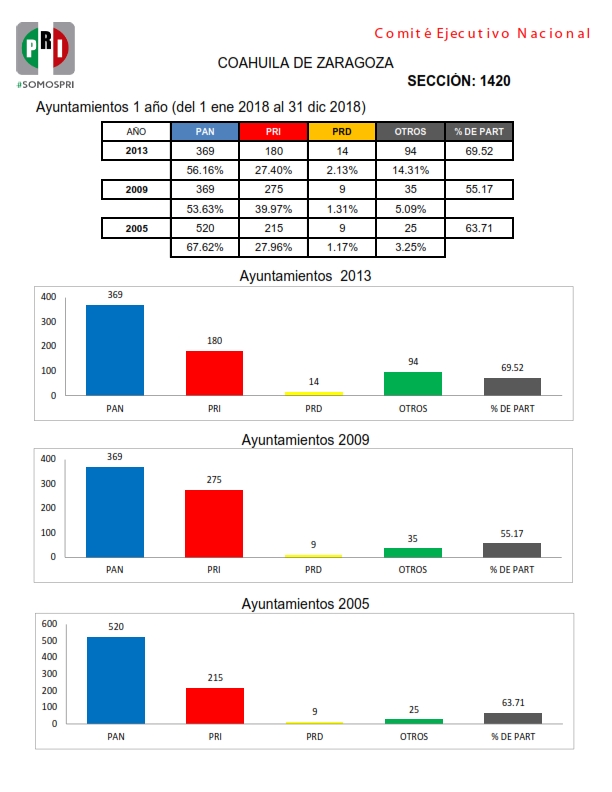 Comité Ejecutivo Nacional
PRI
#SOMOSPRI
COAHUILA DE ZARAGOZA
SECCIÓN: 1420
Ayuntamientos 1 año (del 1 ene 2018 al 31 dic 2018)
AÑO PAN PRI PRD OTROS % DE PART
2013 369 180 14 94 69.52
56.16% 27.40% 2.13% 14.31%
2009 369 275 9 35 55.17
53.63% 39.97% 1.31% 5.09%
2005 520 215 9 25 63.71
67.62% 27.96% 1.17% 3.25%
Ayuntamientos 2013
400
300
200
100
0
369
180
14
94
69.52
PAN PRI PRD OTROS % DE PART
Ayuntamientos 2009
400
300
200
100
0
369
275
9
35
55.17
PAN PRI PRD OTROS % DE PART
Ayuntamientos 2005
600
500
400
300
200
100
0
520
215
9
25
63.71
PAN PRI PRD OTROS % DE PART